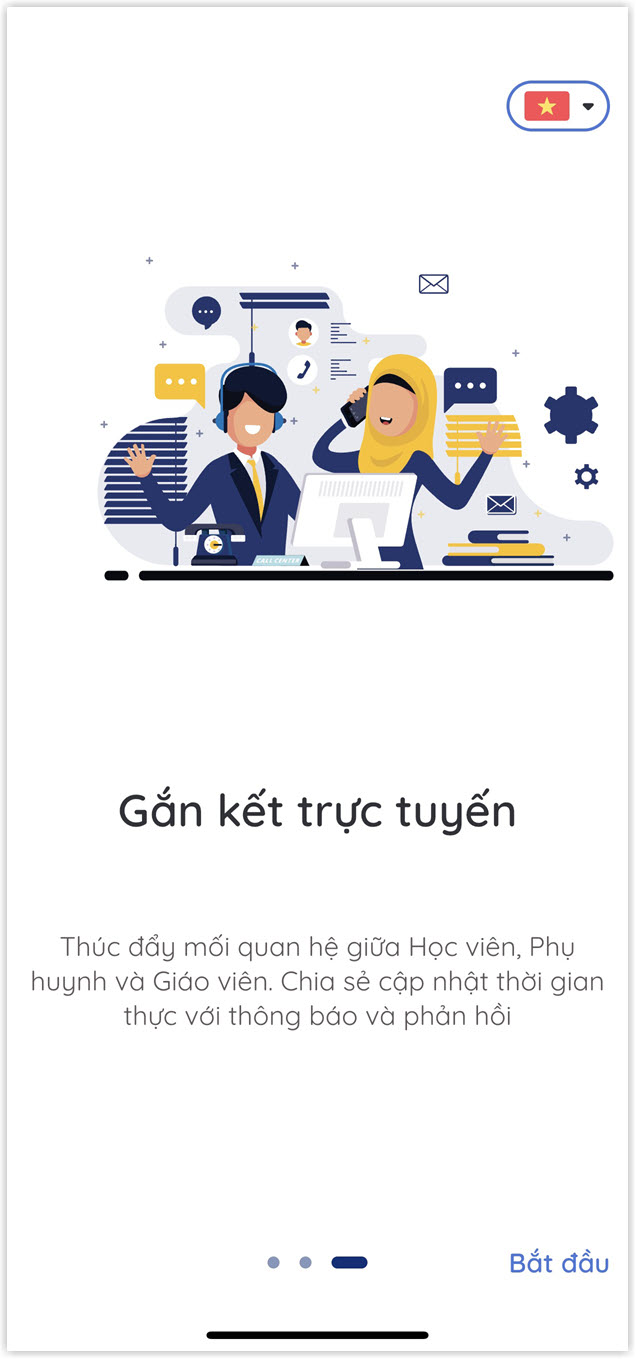 CALL CENTER
Gắn kết trực tuyến
Thúc đẩy mối quan hệ giữa Học viên, Phụ
huynh và Giáo viên. Chia sẻ cập nhật thời gian
thực với thông báo và phản hồi
Bắt đầu